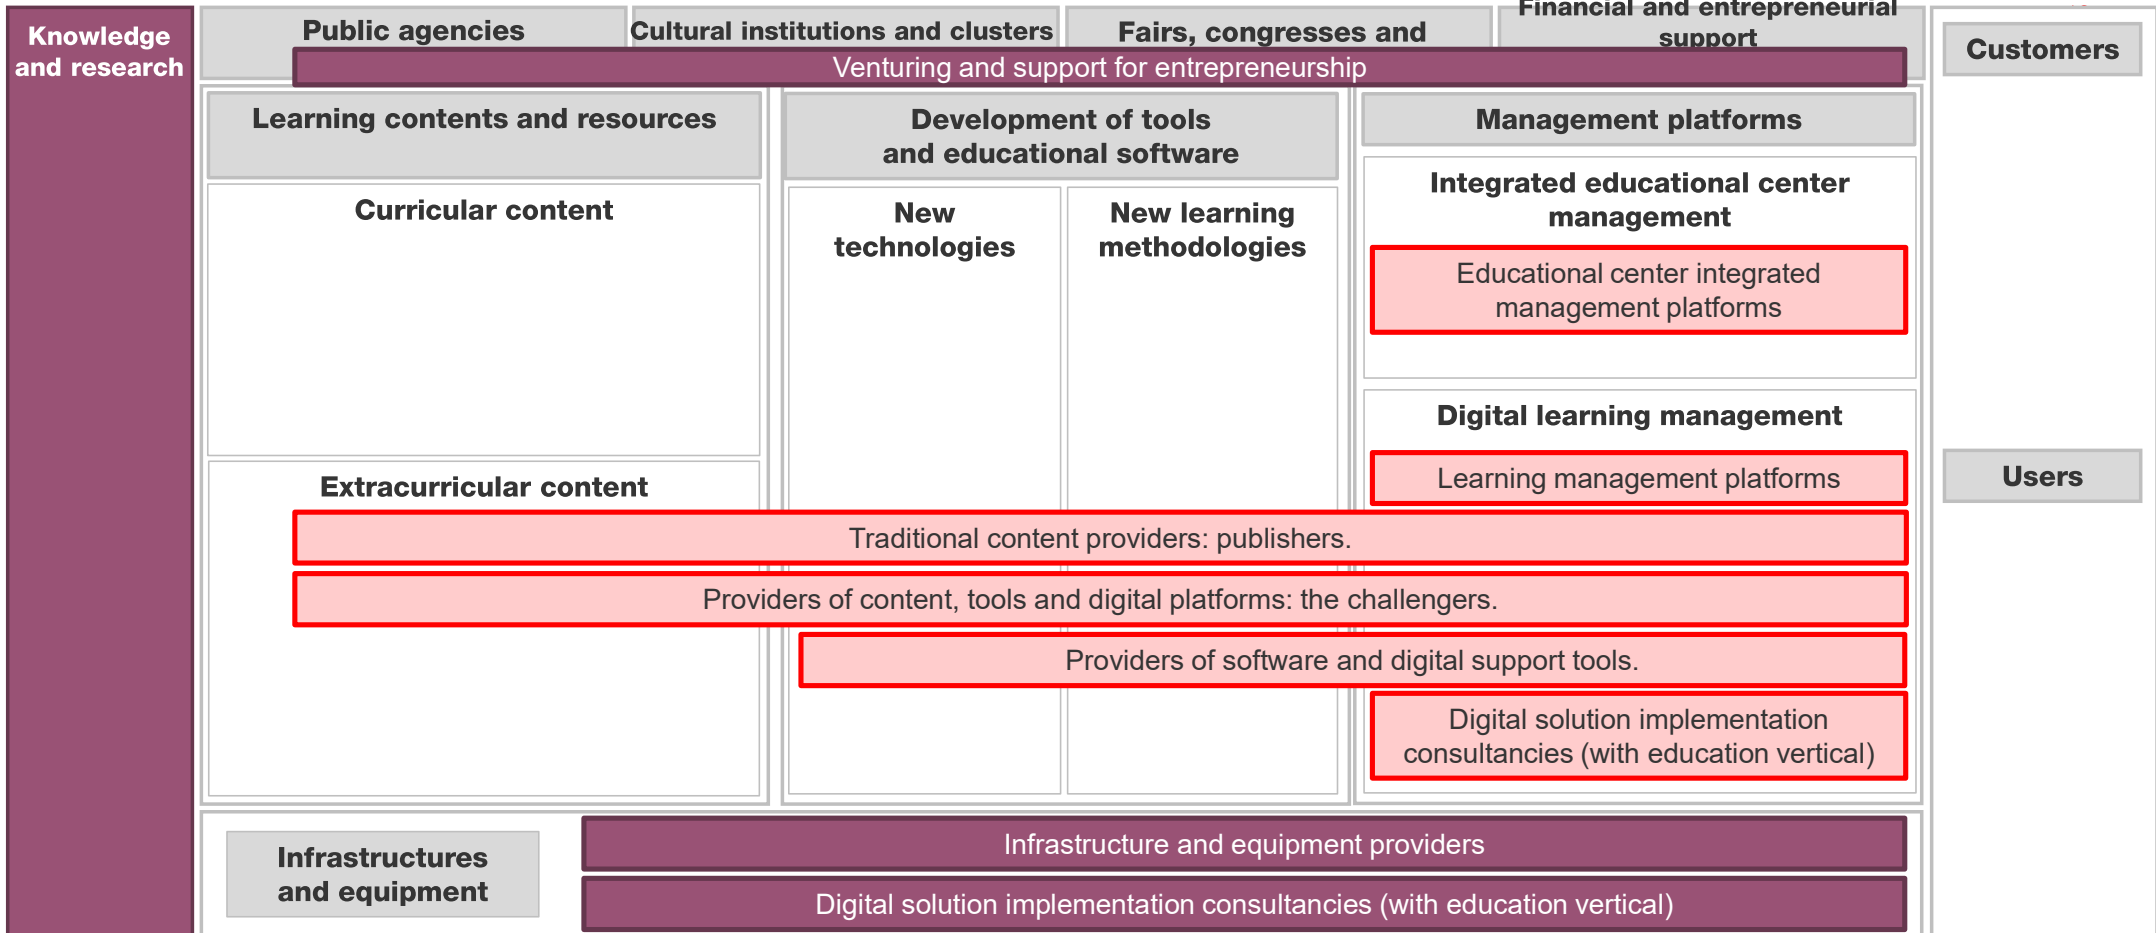 Knowledge
and research
Public agencies
Cultural institutions and clusters
Fairs, congresses and
Financial and entrepreneurial
support
Customers
Venturing and support for entrepreneurship
Learning contents and resources
Development of tools
and educational software
Management platforms
Curricular content
New
technologies
New learning
methodologies
Integrated educational center
management
Educational center integrated
management platforms
Digital learning management
Learning management platforms
Users
Extracurricular content
Traditional content providers: publishers.
Providers of content, tools and digital platforms: the challengers.
Providers of software and digital support tools.
Digital solution implementation
consultancies (with education vertical)
Infrastructures
and equipment
Infrastructure and equipment providers
Digital solution implementation consultancies (with education vertical)